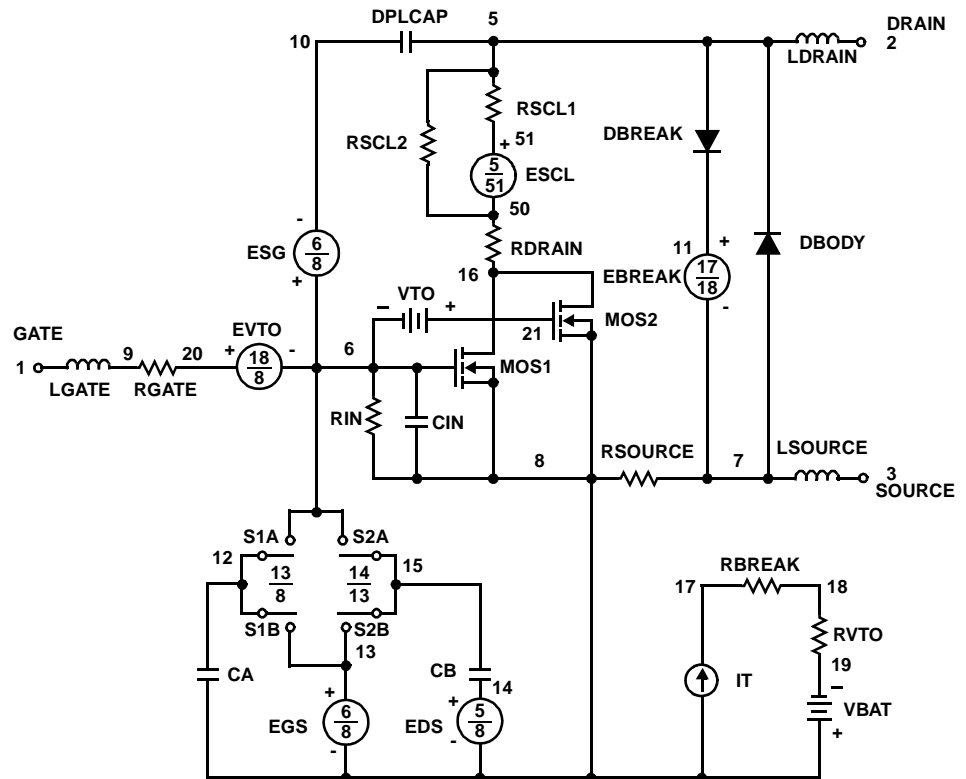 DPLCAP
5
DRAIN
2
10
LDRAIN
RSCL1
RSCL2
+ 51
DBREAK
5
51
ESCL
50
-
ESG
6
8
+
RDRAIN
11
+
EBREAK
17
18
-
DBODY
16
VTO
- +
21
MOS2
GATE
1
9
20
LGATE
RGATE
EVTO
+
18
8
-
6
MOS1
RIN
CIN
8
RSOURCE
7
LSOURCE
3
SOURCE
S1A
S2A
12
13
8
14
13
15
S1B
S2B
13
CA
CB
14
+
EGS
6
8
-
+
EDS
5
8
-
RBREAK
17
18
RVTO
19
IT
-
VBAT
+